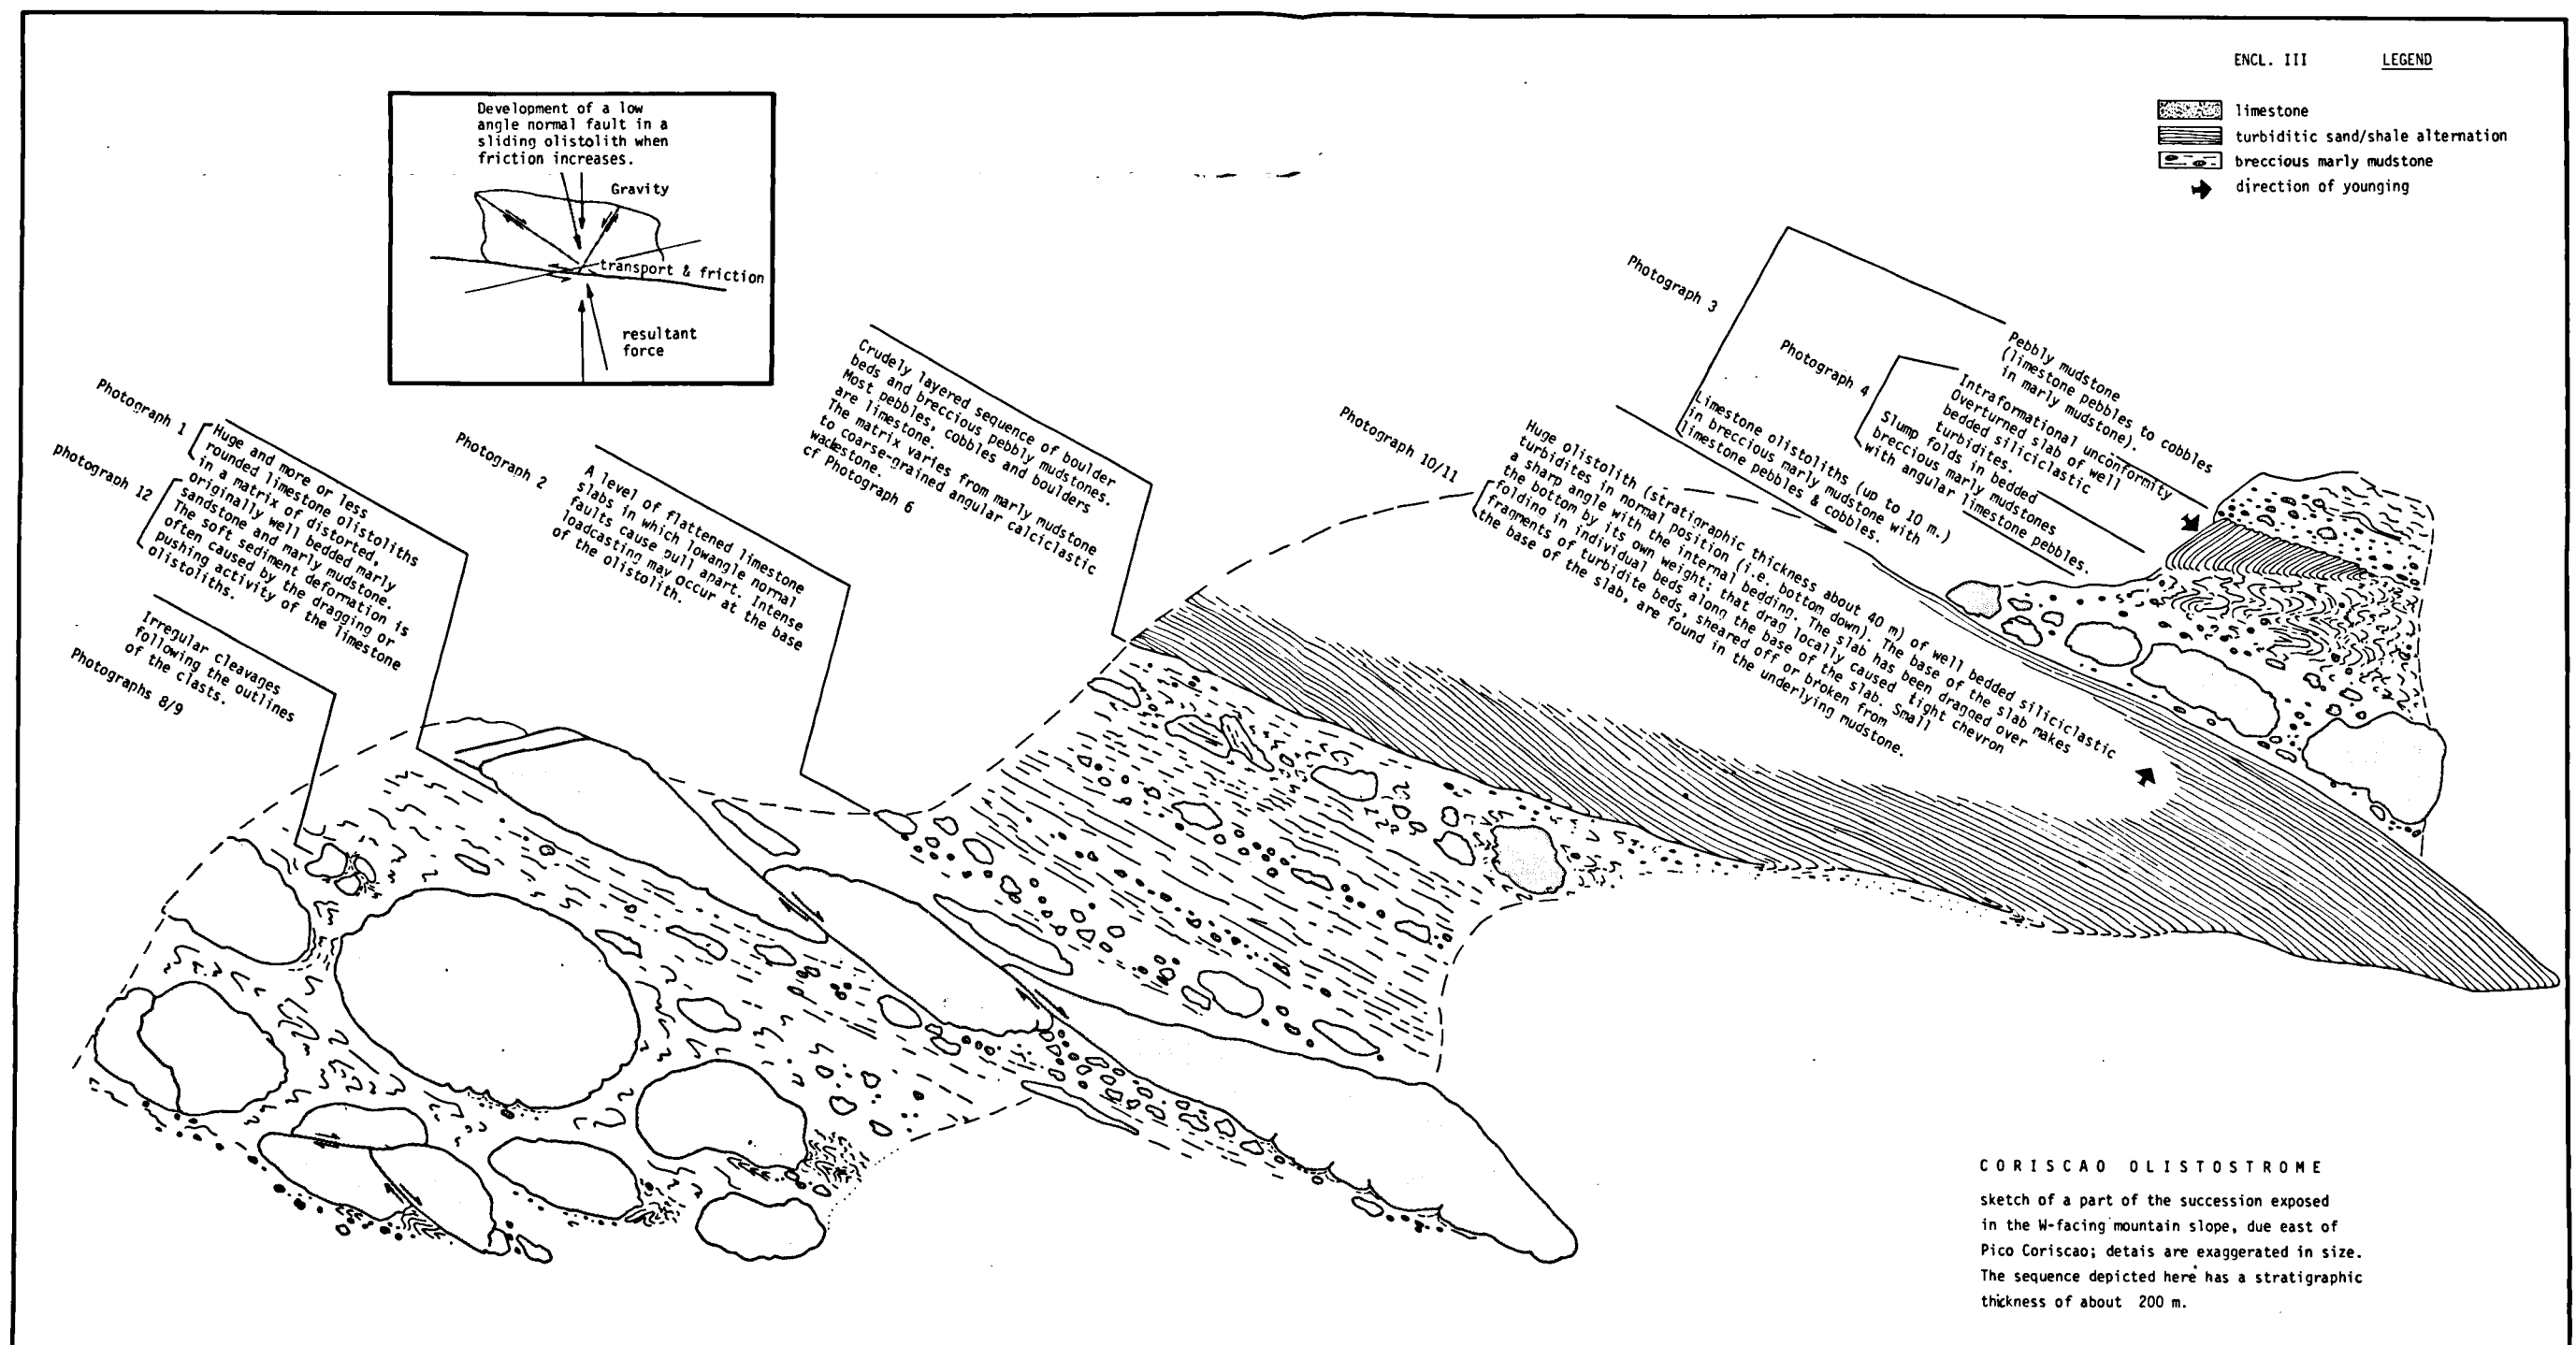 ENCL. III
LEGEND
limestone
turbiditic sand/shale alternation
breccious marly mudstone
direction of younging
Development of a low
angle normal fault in a
sliding olistolith when
friction increases.
Gravity
transport & friction
resultant
force
Photograph 1
Huge and more or less
rounded limestone olistoliths
in a matrix of distorted,
originally well bedded marly
sandstone and marly mudstone.
The soft sediment deformation is
often caused by the dragging or
pushing activity of the limestone
olistoliths.
photograph 12
Irregular cleavages
following the outlines
of the clasts.
Photographs 8/9
Photograph 2
A level of flattened limestone
slabs in which lowangle normal
faults cause pull apart. Intense
loadcasting may occur at the base
of the olistolith.
Crudely layered sequence of boulder
beds and breccious pebbly mudstones.
Most pebbles, cobbles and boulders
are limestone.
The matrix varies from marly mudstone
to coarse-grained angular calciclastic
wackestone.
cf Photograph 6
Photograph 10/11
Huge olistolith (stratigraphic thickness about 40 m) of well bedded siliciclastic
turbidites in normal position (i.e. bottom down). The base of the slab makes
a sharp angle with the internal bedding. The slab has been dragged over
the bottom by its own weight; that drag locally caused tight chevron
folding in individual beds along the base of the slab. Small
fragments of turbidite beds, sheared off or broken from
the base of the slab, are found in the underlying mudstone.
Photograph 3
Limestone olistoliths (up to 10 m.)
in breccious marly mudstone with
limestone pebbles & cobbles.
Photograph 4
Pebbly mudstone
(limestone pebbles to cobbles
in marly mudstone).
Intraformational unconformity
Overturned slab of well
bedded siliciclastic
turbidites.
Slump folds in bedded
breccious marly mudstones
with angular limestone pebbles.
CORISCAO OLISTOSTROME
sketch of a part of the succession exposed
in the W-facing mountain slope, due east of
Pico Coriscao; detais are exaggerated in size.
The sequence depicted here has a stratigraphic
thickness of about 200 m.